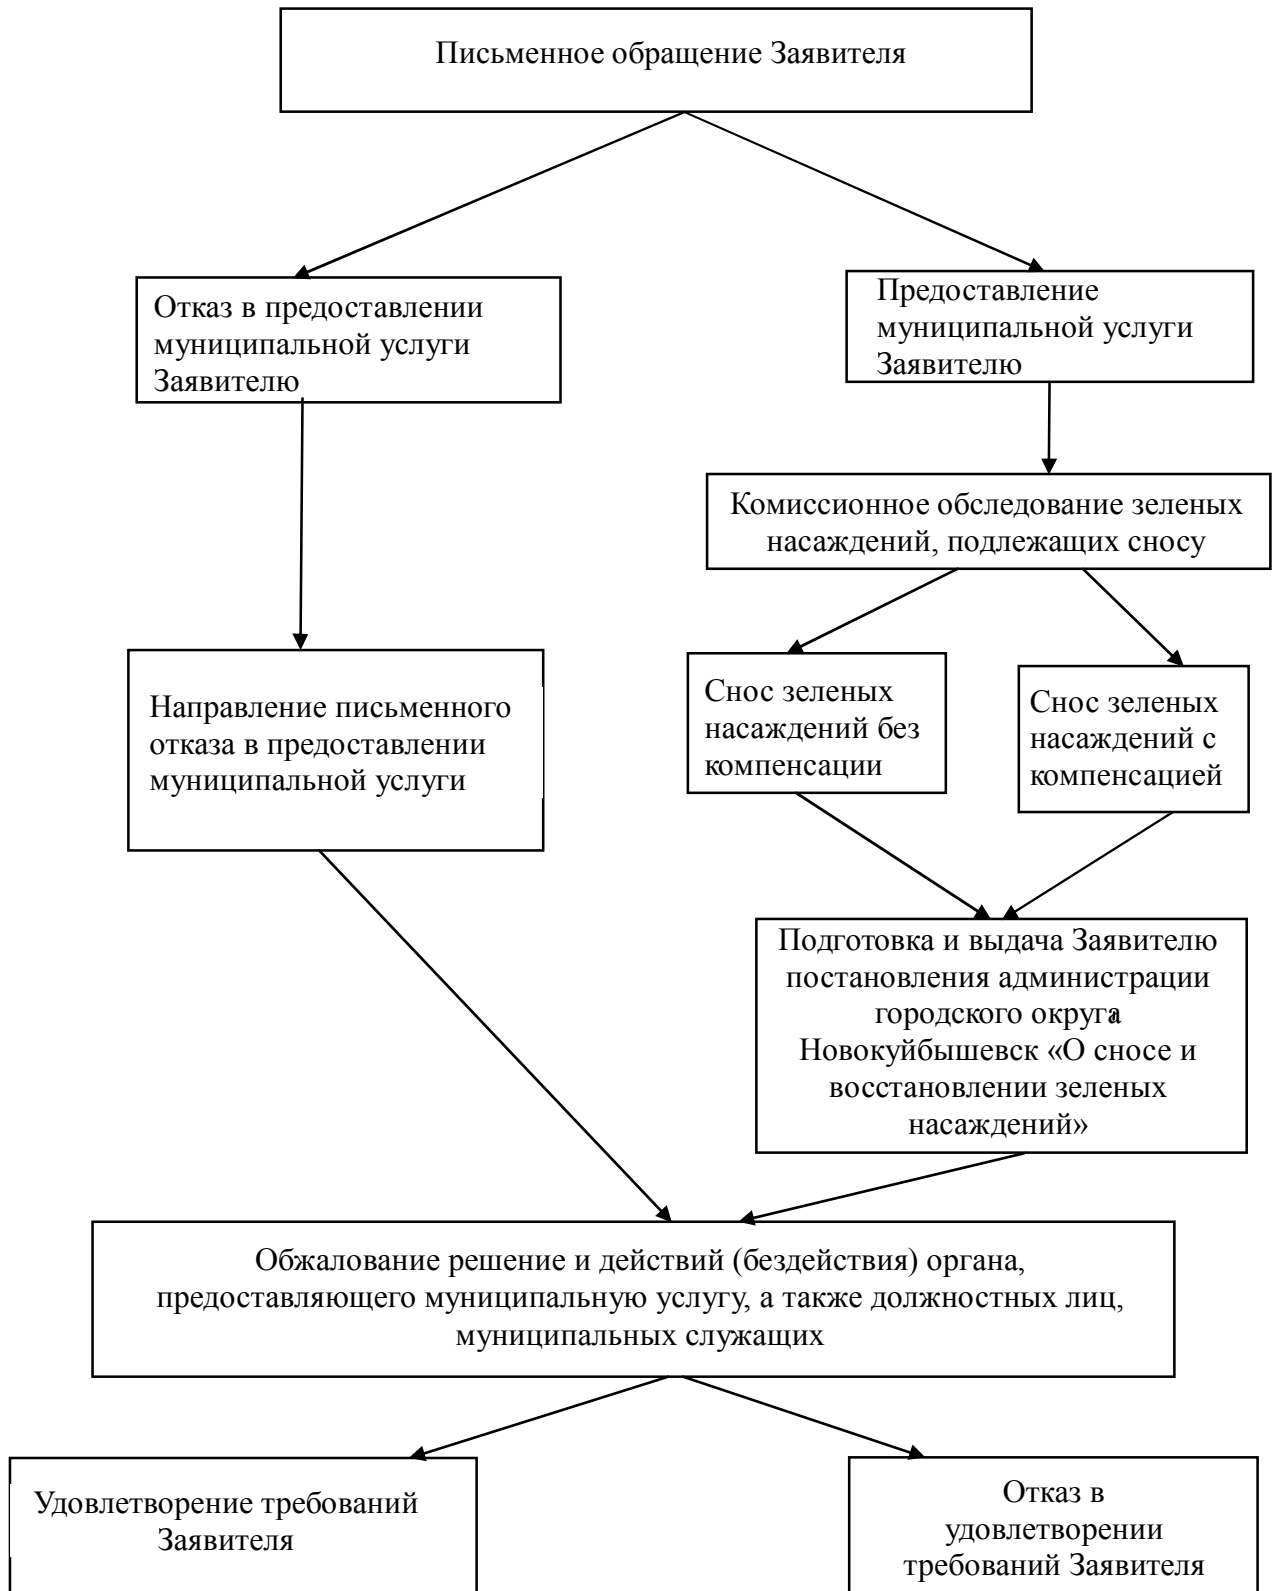 Письменное обращение Заявителя
Отказ в предоставлении
муниципальной услуги
Заявителю
Предоставление
муниципальной услуги
Заявителю
Комиссионное обследование зеленых
насаждений, подлежащих сносу
Направление письменного
отказа в предоставлении
муниципальной услуги
Снос зеленых
насаждений без
компенсации
Снос зеленых
насаждений с
компенсацией
Подготовка и выдача Заявителю
постановления администрации
городского округа
Новокуйбышевск «О сносе и
восстановлении зеленых
насаждений»
Обжалование решение и действий (бездействия) органа,
предоставляющего муниципальную услугу, а также должностных лиц,
муниципальных служащих
Удовлетворение требований
Заявителя
Отказ в
удовлетворении
требований Заявителя